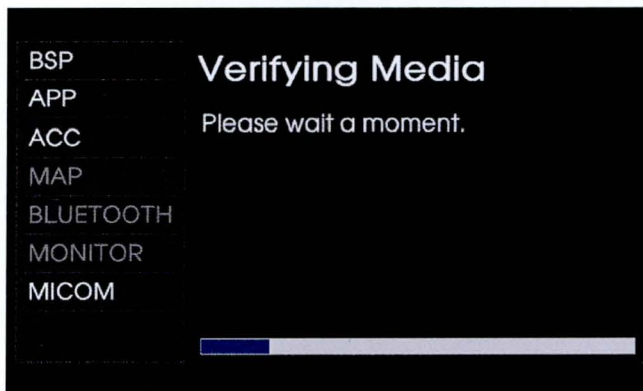 BSP
APP
ACC
MAP
BLUETOOTH
MONITOR
MICOM
Verifying Media
Please wait a moment.